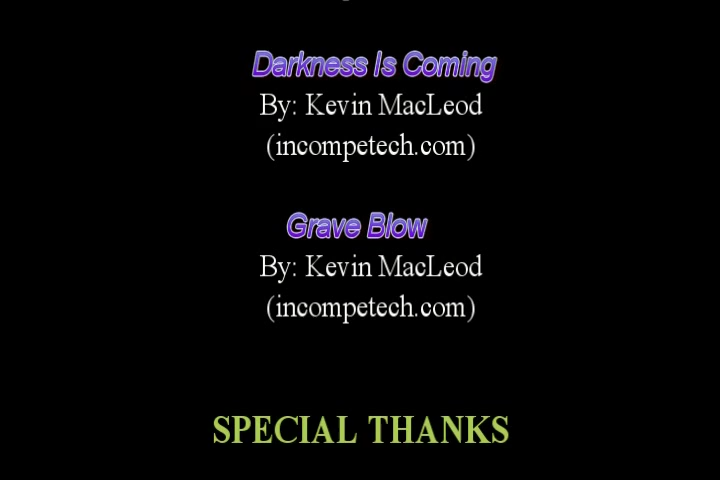 Darkness Is Coming
By: Kevin MacLeod
(incompetech.com)
Grave Blow
By: Kevin MacLeod
(incompetech.com)
SPECIAL THANKS